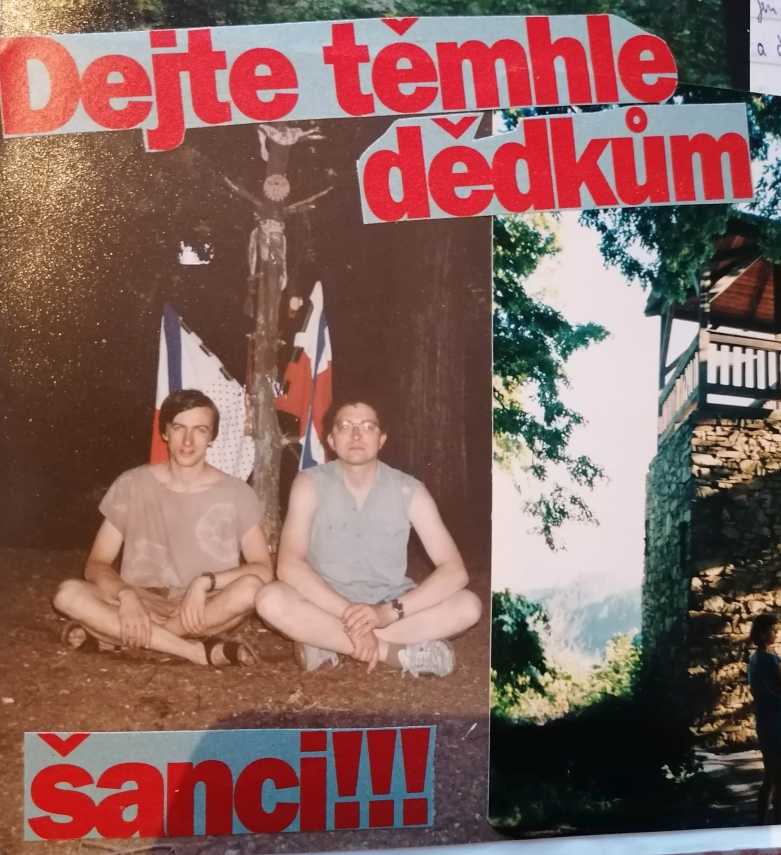 Dejte těmhle
dědkům
šanci!!!
a